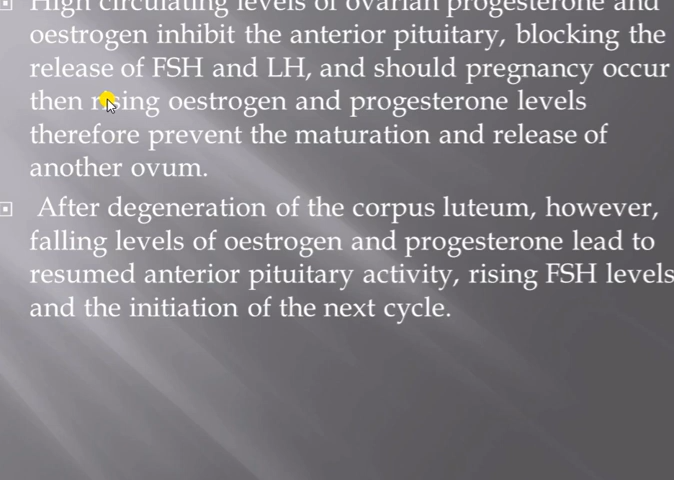 High circulating levels of ovarian progesterone and
oestrogen inhibit the anterior pituitary, blocking the
release of FSH and LH, and should pregnancy occur
then rising oestrogen and progesterone levels
therefore prevent the maturation and release of
another ovum.
After degeneration of the corpus luteum, however,
falling levels of oestrogen and progesterone lead to
resumed anterior pituitary activity, rising FSH levels
and the initiation of the next cycle.